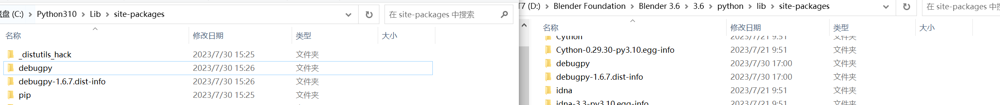 磁盘 (C:) > Python310 > Lib > site-packages
在 site-packages 中搜索
名称 修改日期 类型 大小
_distutils_hack 2023/7/30 15:25 文件夹
debugpy 2023/7/30 15:26 文件夹
debugpy-1.6.7.dist-info 2023/7/30 15:26 文件夹
pip 2023/7/30 15:25 文件夹
T7 (D:) > Blender Foundation > Blender 3.6 > 3.6 > python > lib > site-packages
在 site-packages 中搜
名称 修改日期 类型 大小
Cython 2023/7/21 9:51 文件夹
Cython-0.29.30-py3.10.egg-info 2023/7/21 9:51 文件夹
debugpy 2023/7/30 17:00 文件夹
debugpy-1.6.7.dist-info 2023/7/30 17:00 文件夹
idna 2023/7/21 9:51 文件夹
idna-3.3-py3.10.egg-info 2023/7/21 9:51 文件夹